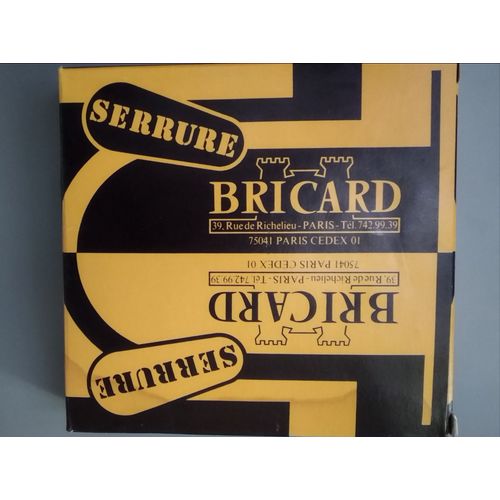 SERRURE
BRICARD
39, Rue de Richelieu - PARIS - Tél. 742.99.39
75041 PARIS CEDEX 01
75041 PARIS CEDEX 01
39, Rue de Richelieu - PARIS - Tél. 742.99.39
BRICARD
SERRURE